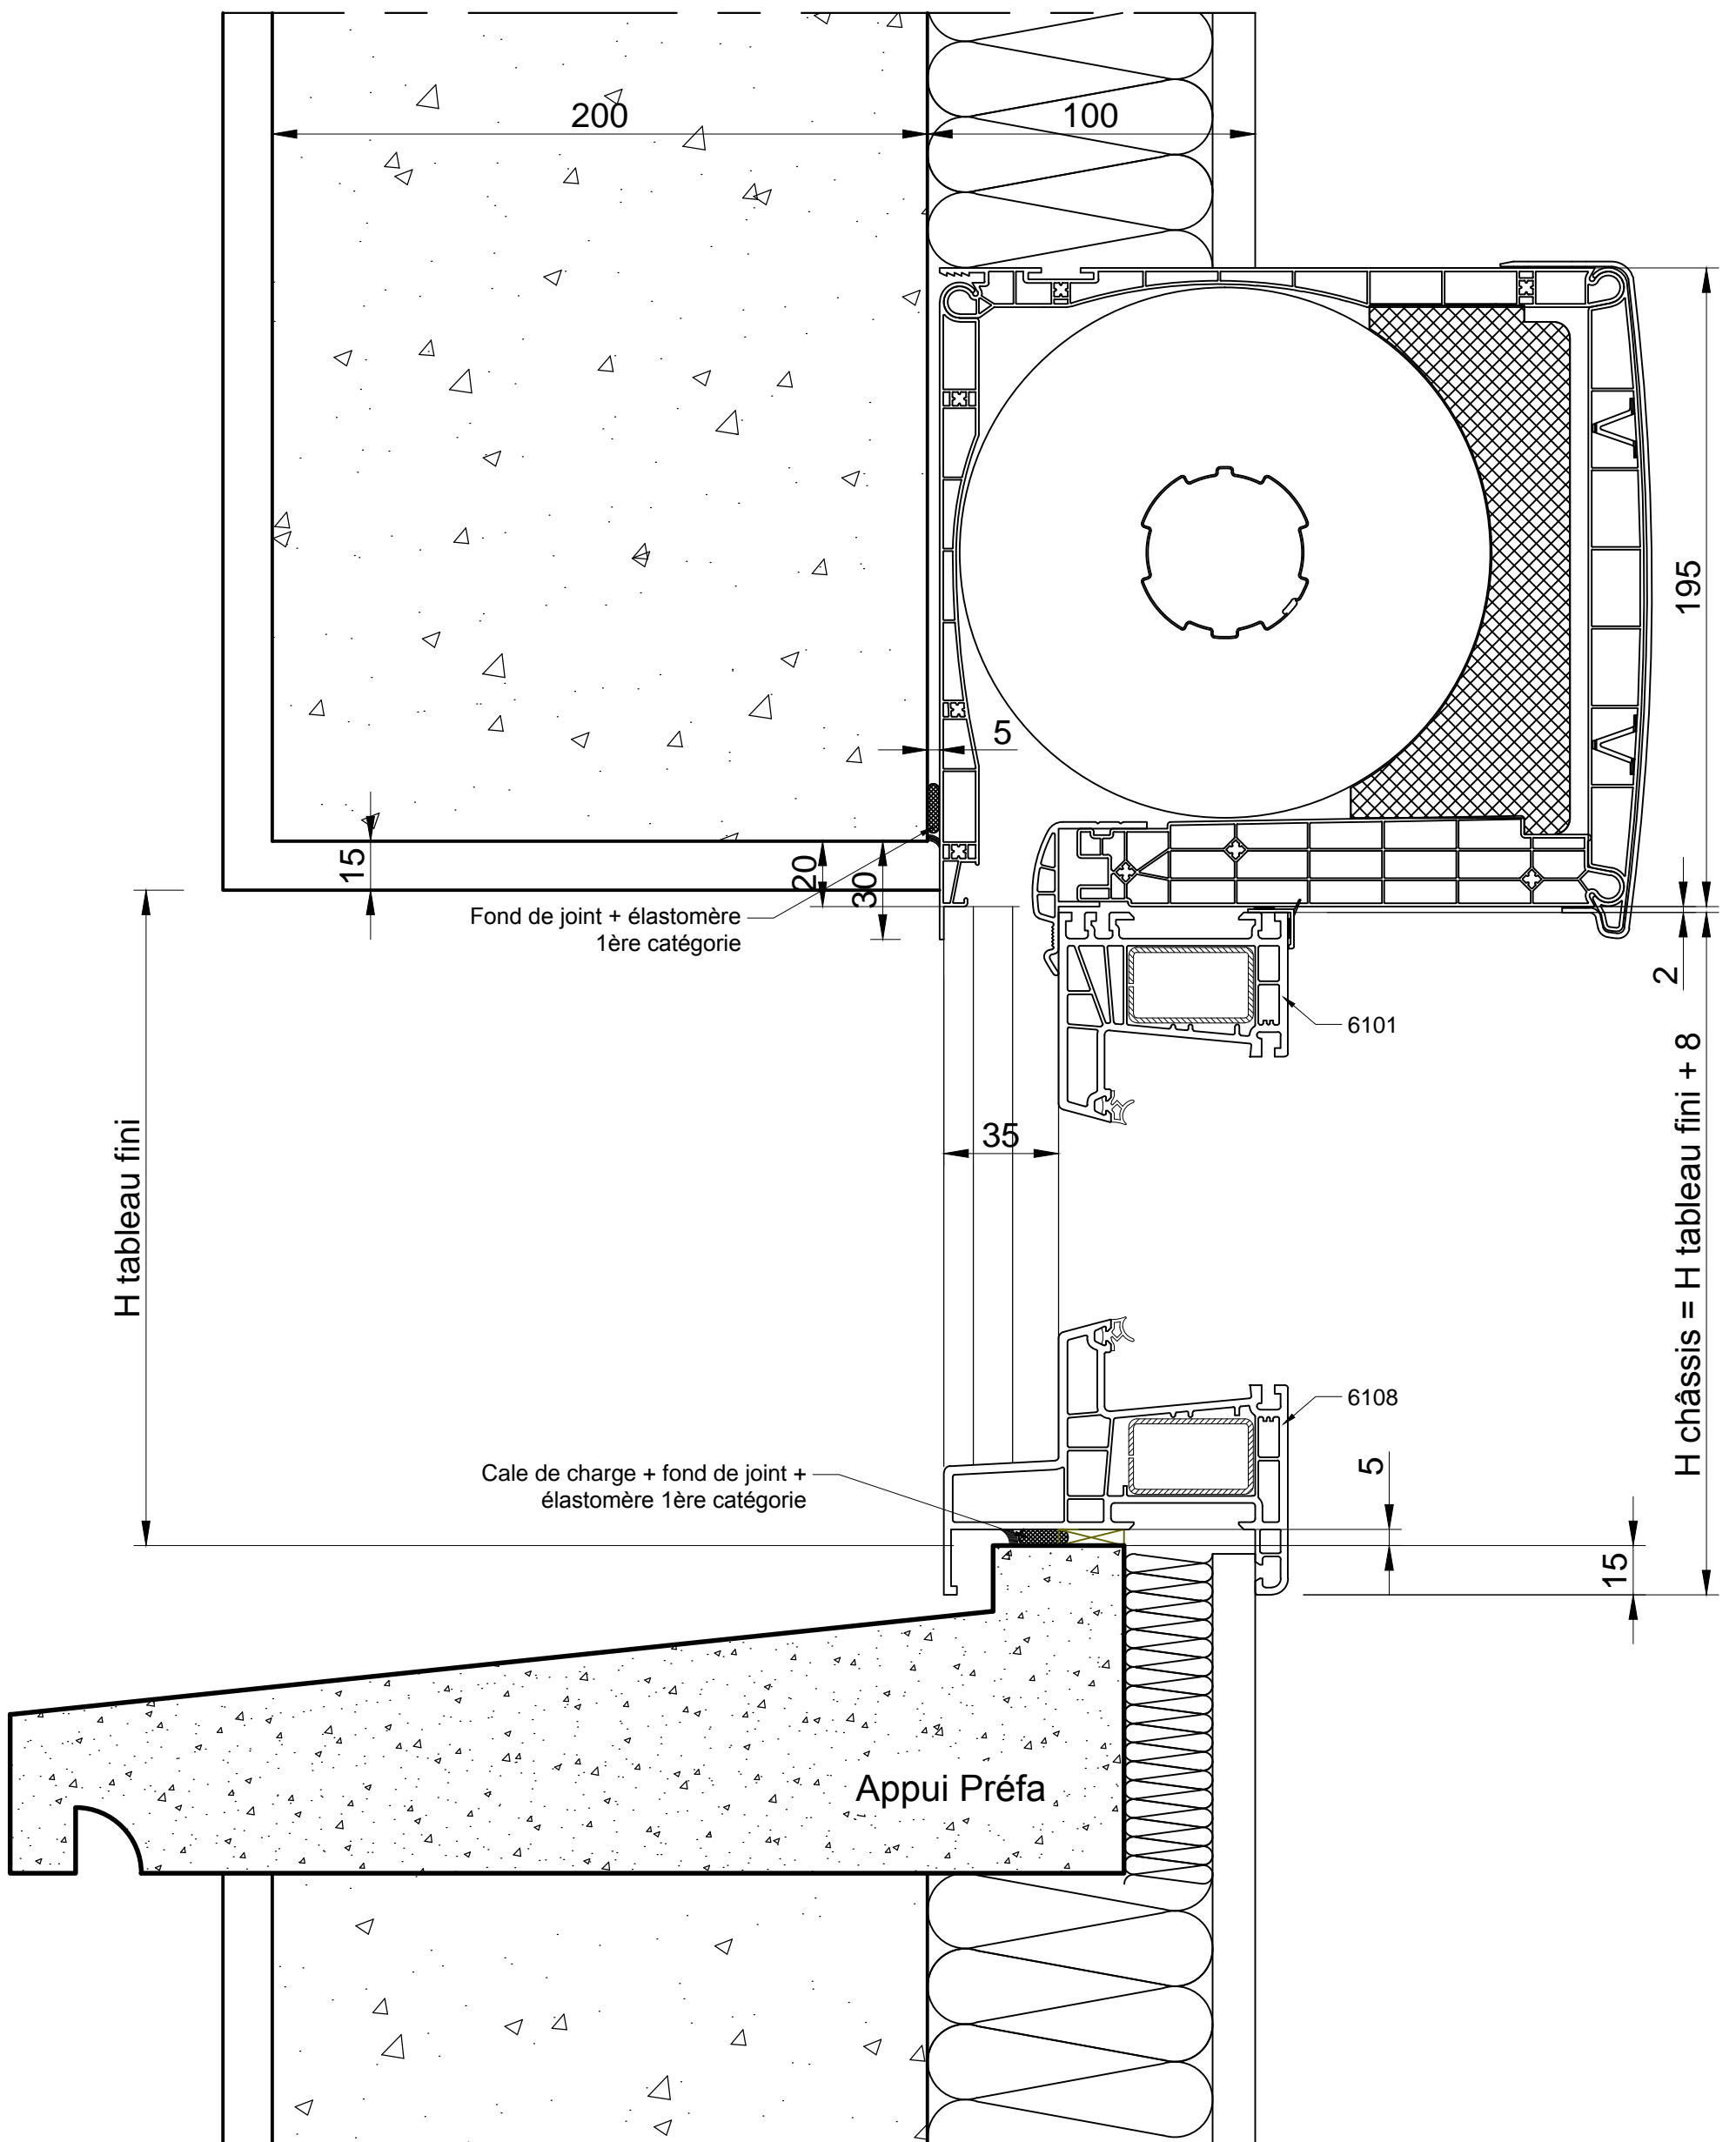 200
100
195
5
15
20
30
Fond de joint + élastomère
1ère catégorie
2
6101
35
H tableau fini
H châssis = H tableau fini + 8
6108
Cale de charge + fond de joint +
élastomère 1ère catégorie
5
15
Appui Préfa